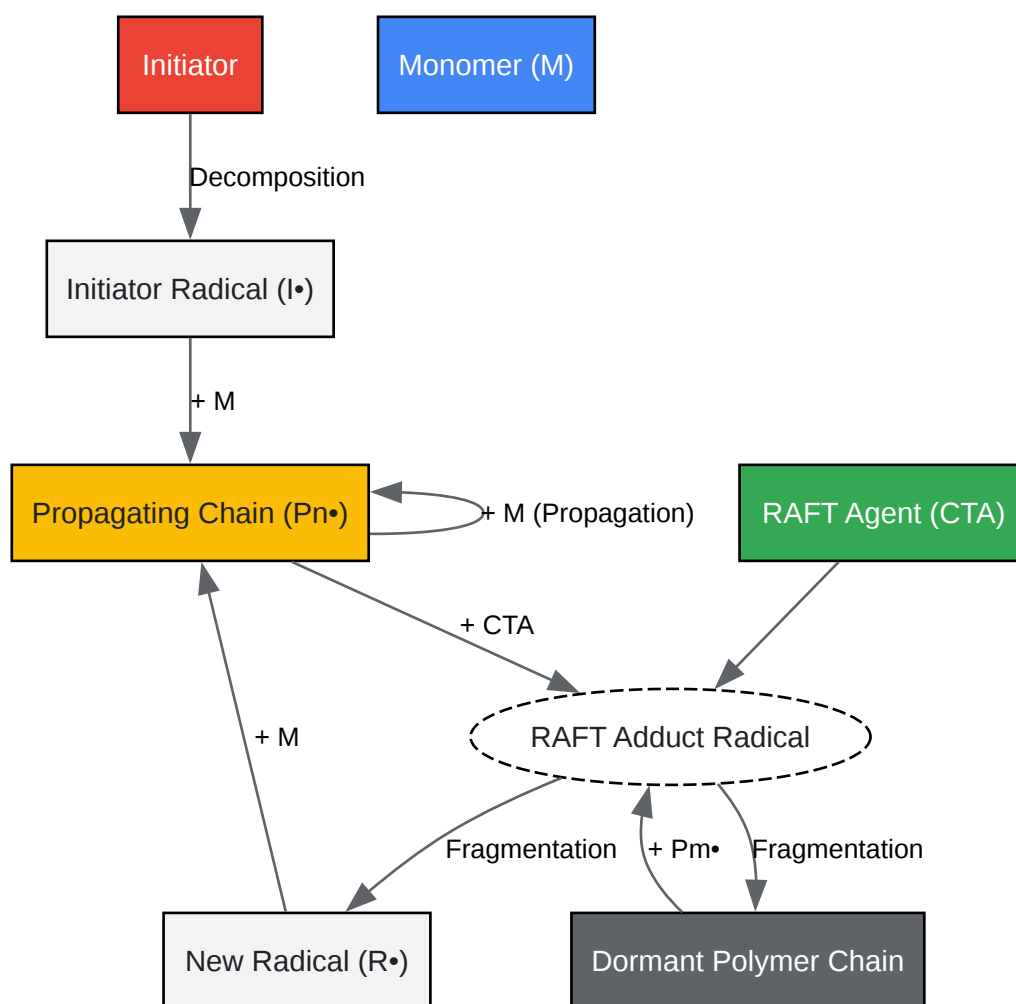 Initiator
Monomer (M)
Decomposition
Initiator Radical (I•)
+ M
Propagating Chain (Pn•)
+ M (Propagation)
RAFT Agent (CTA)
+ CTA
+ M
RAFT Adduct Radical
Fragmentation
+ Pm•
Fragmentation
New Radical (R•)
Dormant Polymer Chain